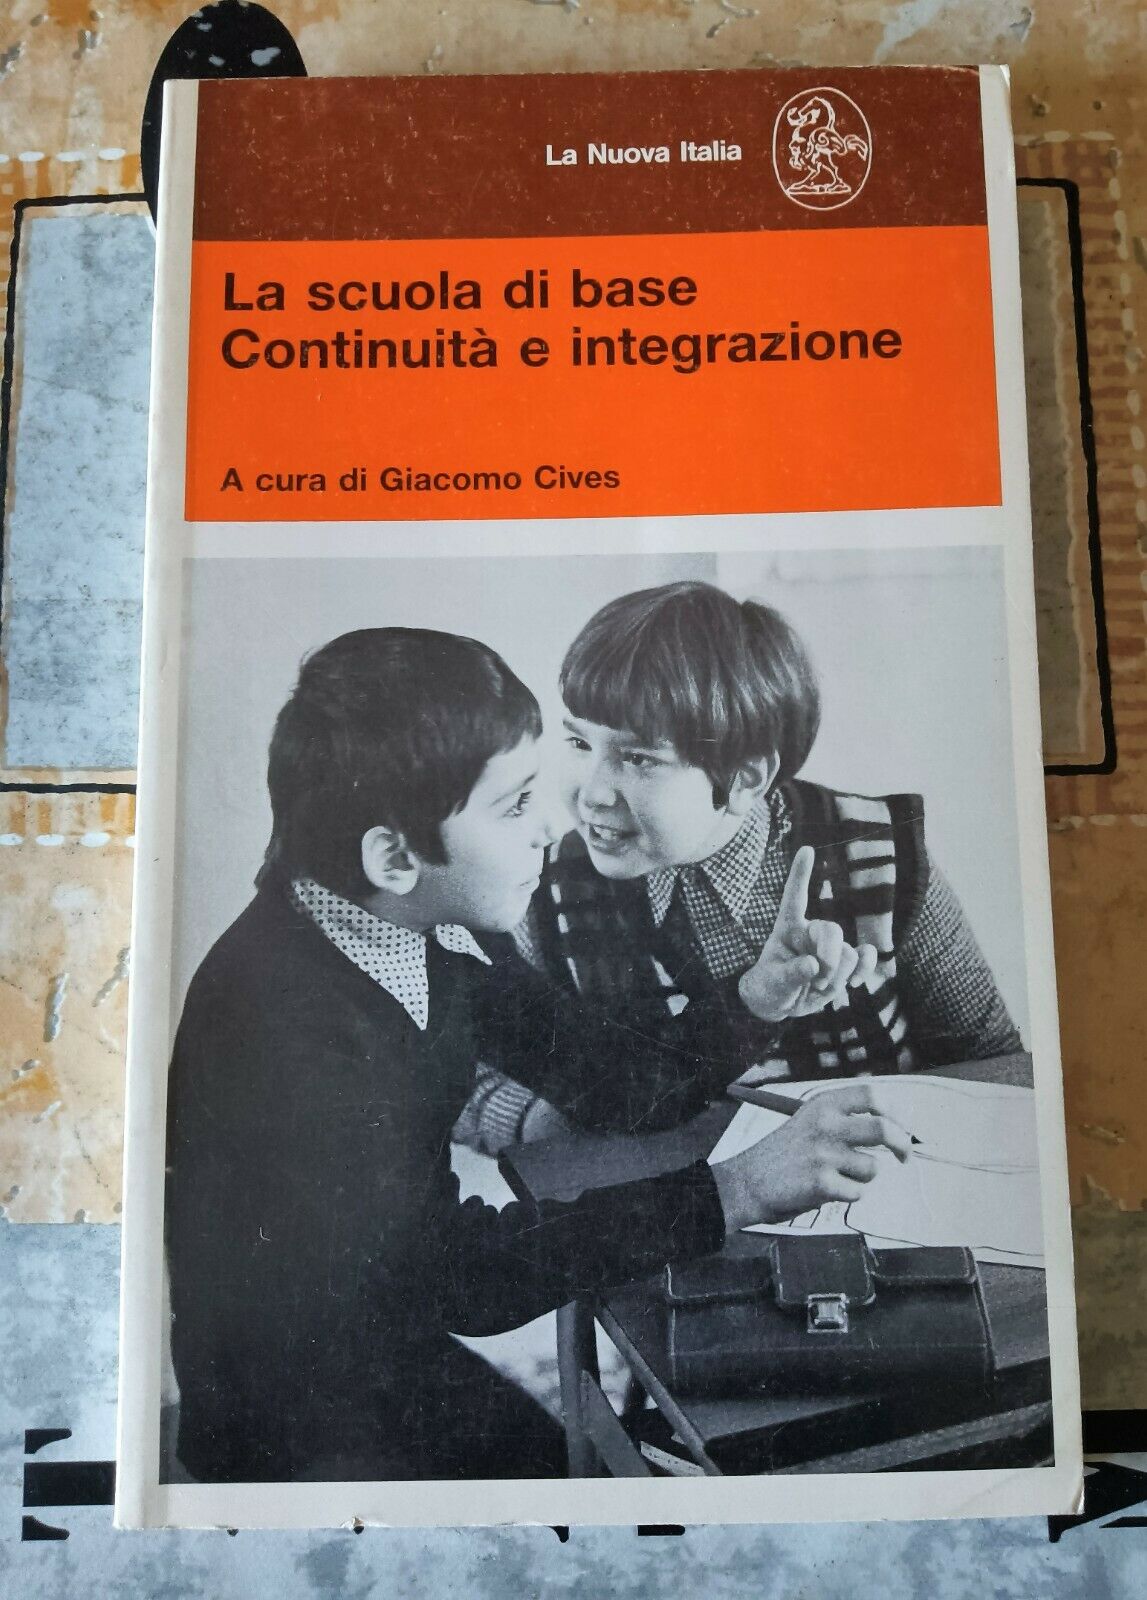 La Nuova Italia
La scuola di base
Continuità e integrazione
A cura di Giacomo Cives